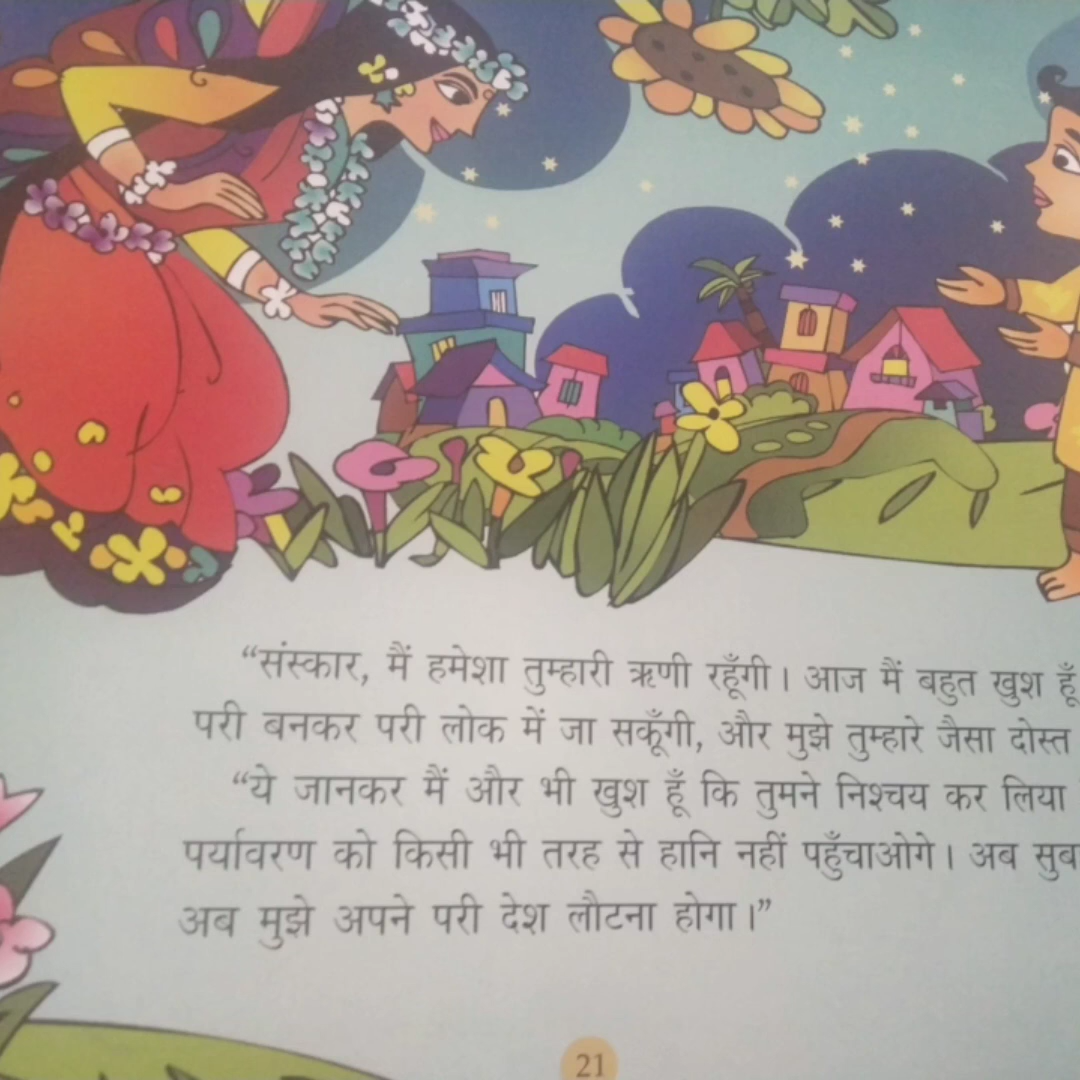 “संस्कार, मैं हमेशा तुम्हारी ऋणी रहूँगी। आज मैं बहुत खुश हूँ
परी बनकर परी लोक में जा सकूँगी, और मुझे तुम्हारे जैसा दोस्त
“ये जानकर मैं और भी खुश हूँ कि तुमने निश्चय कर लिया
पर्यावरण को किसी भी तरह से हानि नहीं पहुँचाओगे। अब
अब मुझे अपने परी देश लौटना होगा।”
21